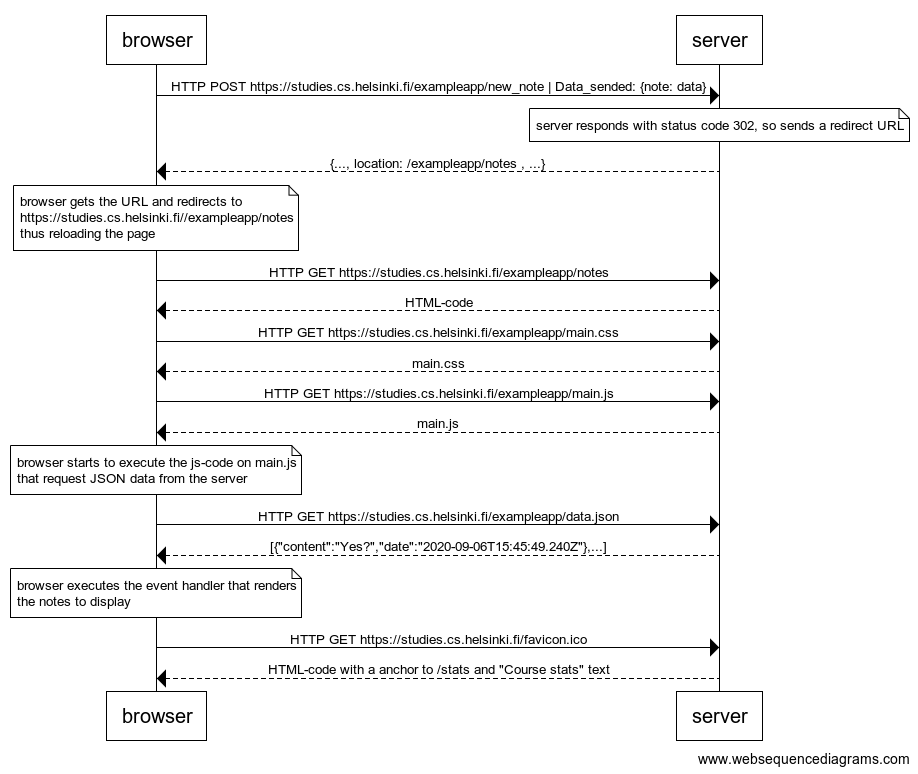 browser
server
HTTP POST https://studies.cs.helsinki.fi/exampleapp/new_note | Data_sended: {note: data}
server responds with status code 302, so sends a redirect URL
{..., location: /exampleapp/notes , ...}
browser gets the URL and redirects to
https://studies.cs.helsinki.fi//exampleapp/notes
thus reloading the page
HTTP GET https://studies.cs.helsinki.fi/exampleapp/notes
HTML-code
HTTP GET https://studies.cs.helsinki.fi/exampleapp/main.css
main.css
HTTP GET https://studies.cs.helsinki.fi/exampleapp/main.js
main.js
browser starts to execute the js-code on main.js
that request JSON data from the server
HTTP GET https://studies.cs.helsinki.fi/exampleapp/data.json
[{"content":"Yes?","date":"2020-09-06T15:45:49.240Z"},...]
browser executes the event handler that renders
the notes to display
HTTP GET https://studies.cs.helsinki.fi/favicon.ico
HTML-code with a anchor to /stats and "Course stats" text
browser
server
www.websequencediagrams.com